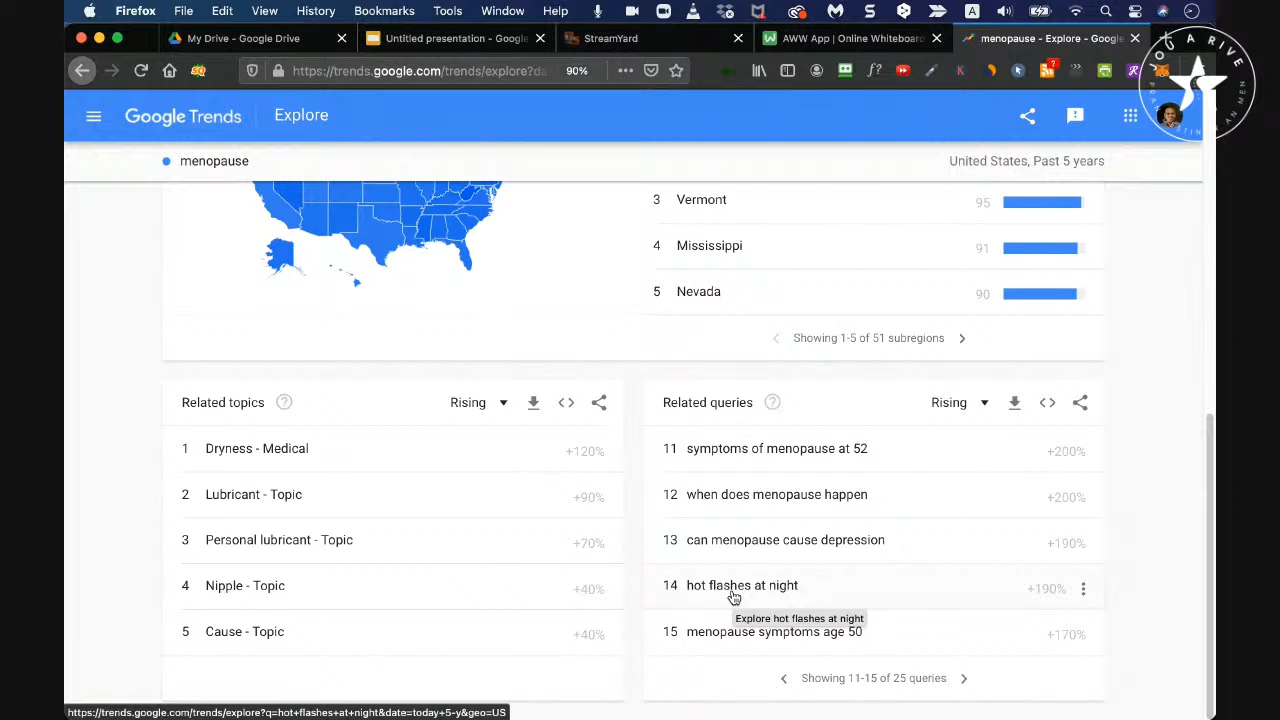 Firefox File Edit View History Bookmarks Tools Window Help
My Drive - Google Drive
Untitled presentation - Google
StreamYard
AWW App | Online Whiteboard
menopause - Explore - Google
https://trends.google.com/trends/explore?da
90%
Google Trends
Explore
menopause
United States, Past 5 years
3 Vermont 95
4 Mississippi 91
5 Nevada 90
Showing 1-5 of 51 subregions
Related topics
Rising
1 Dryness - Medical +120%
2 Lubricant - Topic +90%
3 Personal lubricant - Topic +70%
4 Nipple - Topic +40%
5 Cause - Topic +40%
Related queries
Rising
11 symptoms of menopause at 52 +200%
12 when does menopause happen +200%
13 can menopause cause depression +190%
14 hot flashes at night +190%
Explore hot flashes at night
15 menopause symptoms age 50 +170%
Showing 11-15 of 25 queries
https://trends.google.com/trends/explore?q=hot+flashes+at+night&date=today+5-y&geo=US